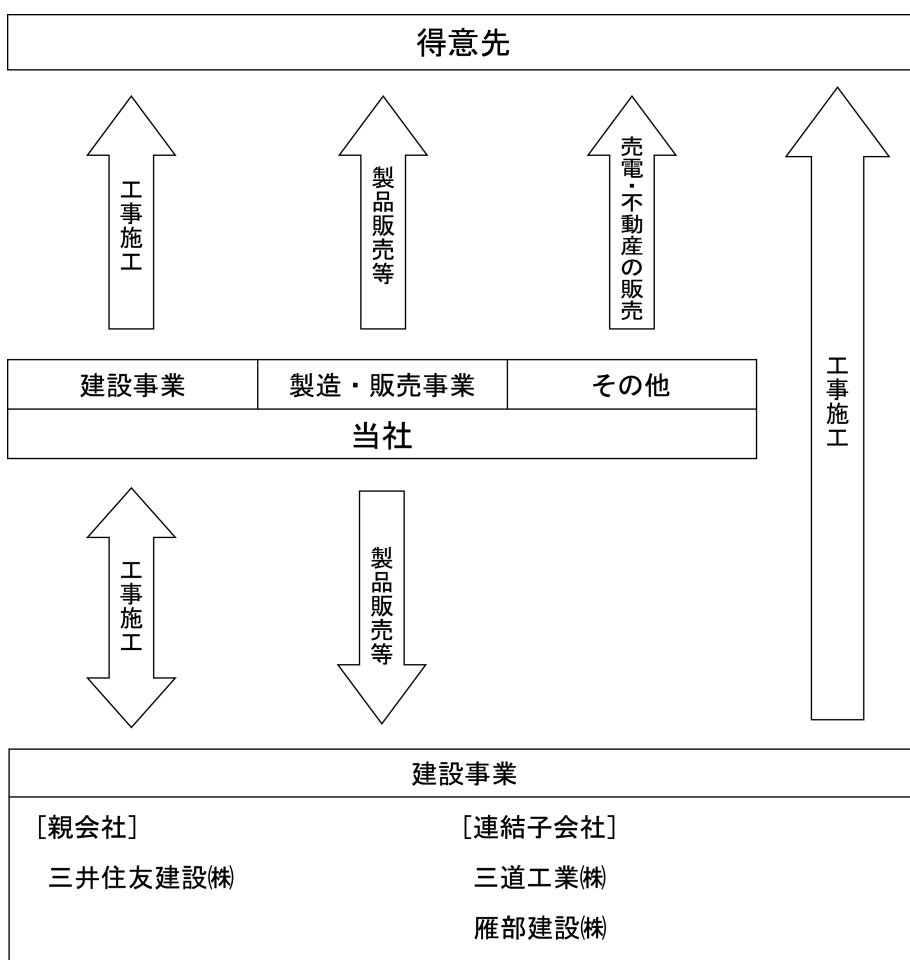 得意先
工事施工
製品販売等
売電・不動産の販売
工事施工
建設事業
製造・販売事業
その他
当社
工事施工
製品販売等
建設事業
［親会社］
［連結子会社］
三井住友建設㈱
三道工業㈱
雁部建設㈱